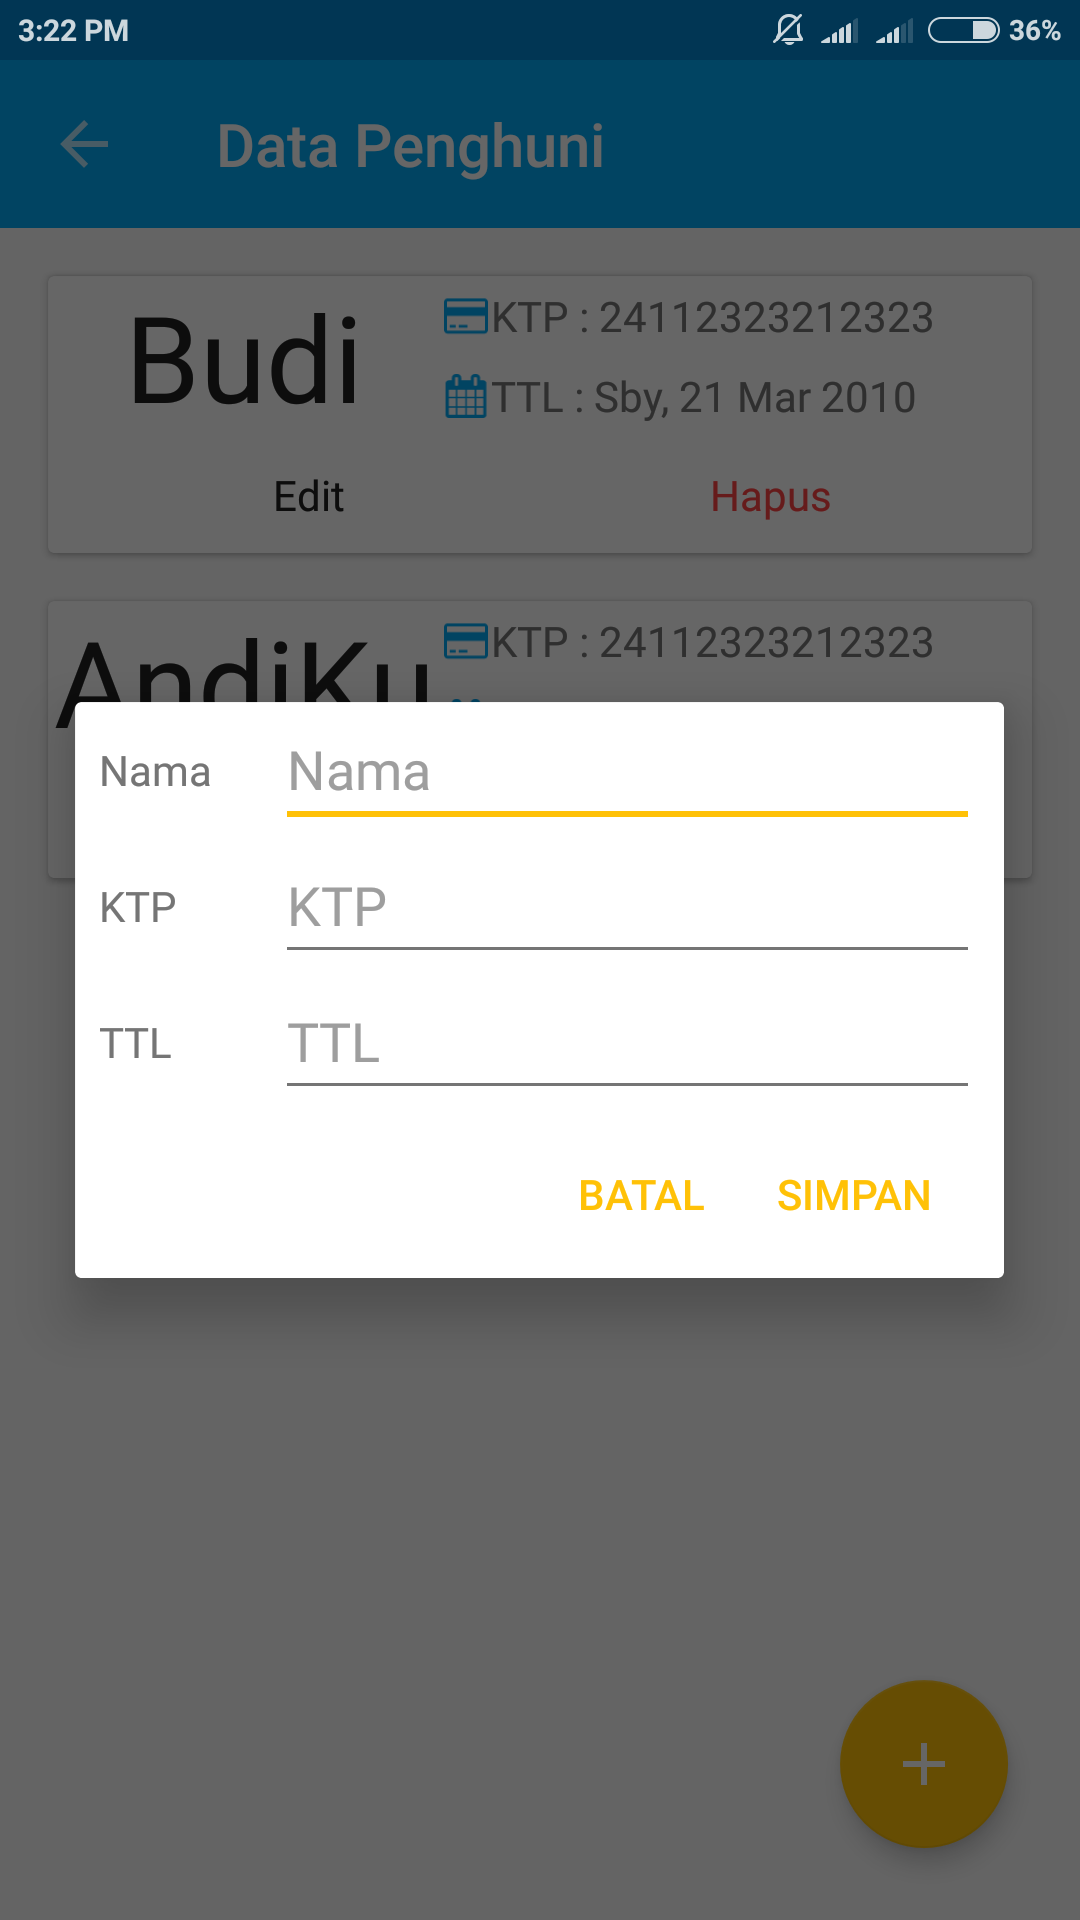 3:22 PM 36%
Data Penghuni
Budi
KTP : 24112323212323
TTL : Sby, 21 Mar 2010
Edit Hapus
AndiKu
KTP : 24112323212323
Nama Nama
KTP KTP
TTL TTL
BATAL SIMPAN